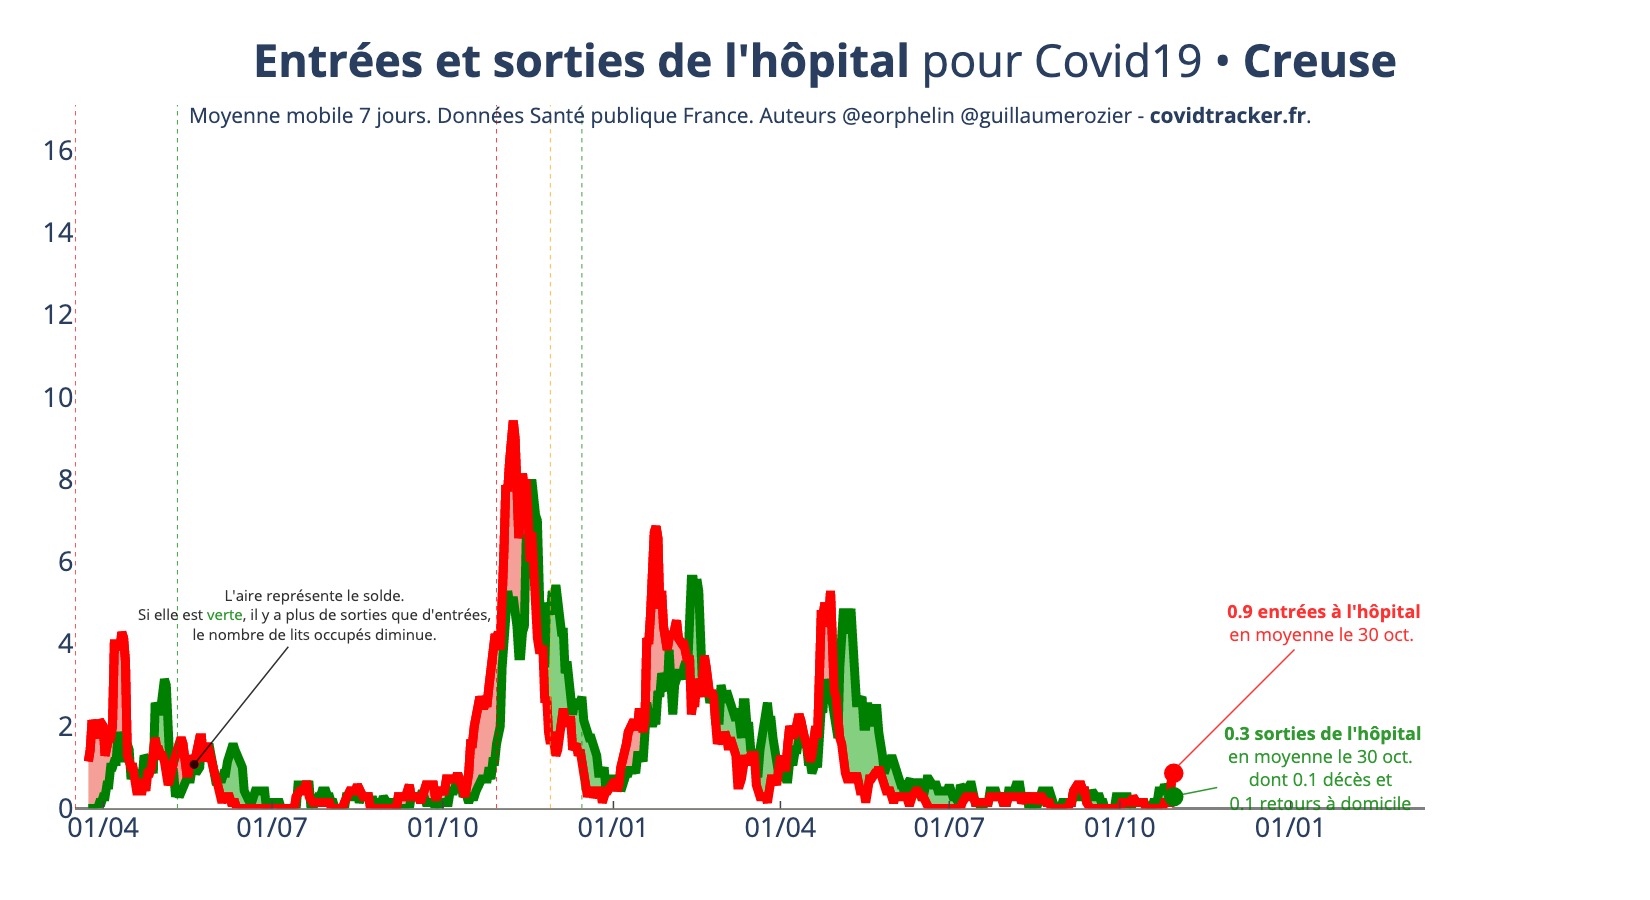 Entrées et sorties de l'hôpital pour Covid19 • Creuse
Moyenne mobile 7 jours. Données Santé publique France. Auteurs @eorphelin @guillaumerozier - covidtracker.fr.
16
14
12
10
8
6
4
2
0
L'aire représente le solde.
Si elle est verte, il y a plus de sorties que d'entrées,
le nombre de lits occupés diminue.
0.9 entrées à l'hôpital
en moyenne le 30 oct.
0.3 sorties de l'hôpital
en moyenne le 30 oct.
dont 0.1 décès et
0.1 retours à domicile
01/04 01/07 01/10 01/01 01/04 01/07 01/10 01/01